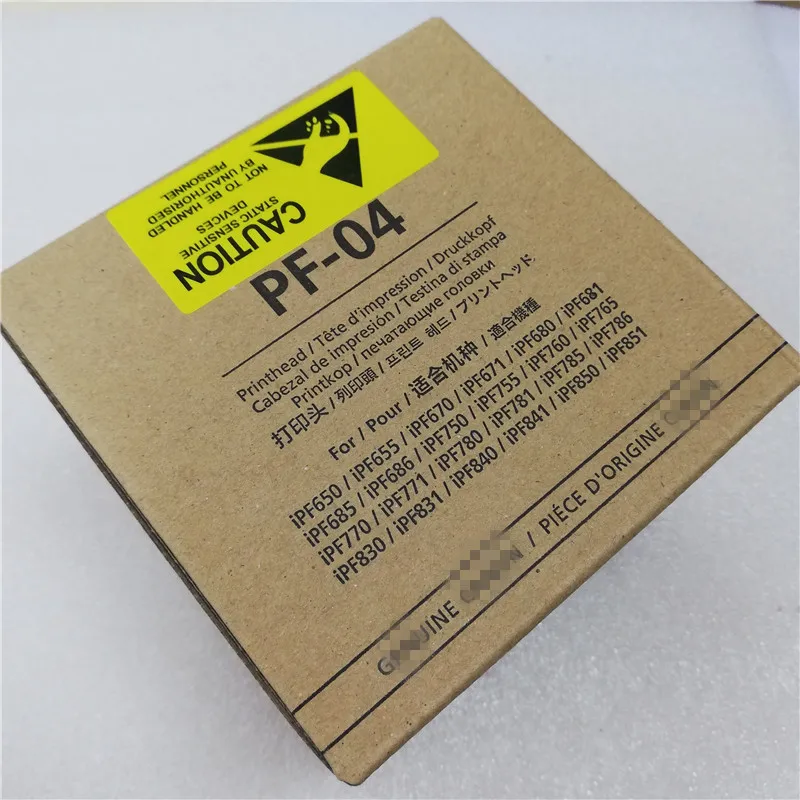 CAUTION
STATIC SENSITIVE
DEVICES
NOT TO BE HANDLED
BY UNAUTHORISED
PERSONNEL
PF-04
Printhead / Tête d'impression / Druckkopf
Cabezal de impresión / Testina di stampa
Printkop / печатающие головки
打印头 / 列印頭 / 프린트 헤드 / プリントヘッド
For / Pour / 适合机种 / 適合機種
iPF650 / iPF655 / iPF670 / iPF671 / iPF680 / iPF681
iPF685 / iPF686 / iPF750 / iPF755 / iPF760 / iPF765
iPF770 / iPF771 / iPF780 / iPF781 / iPF785 / iPF786
iPF830 / iPF831 / iPF840 / iPF841 / iPF850 / iPF851
/ PIÉCE D'ORIGINE